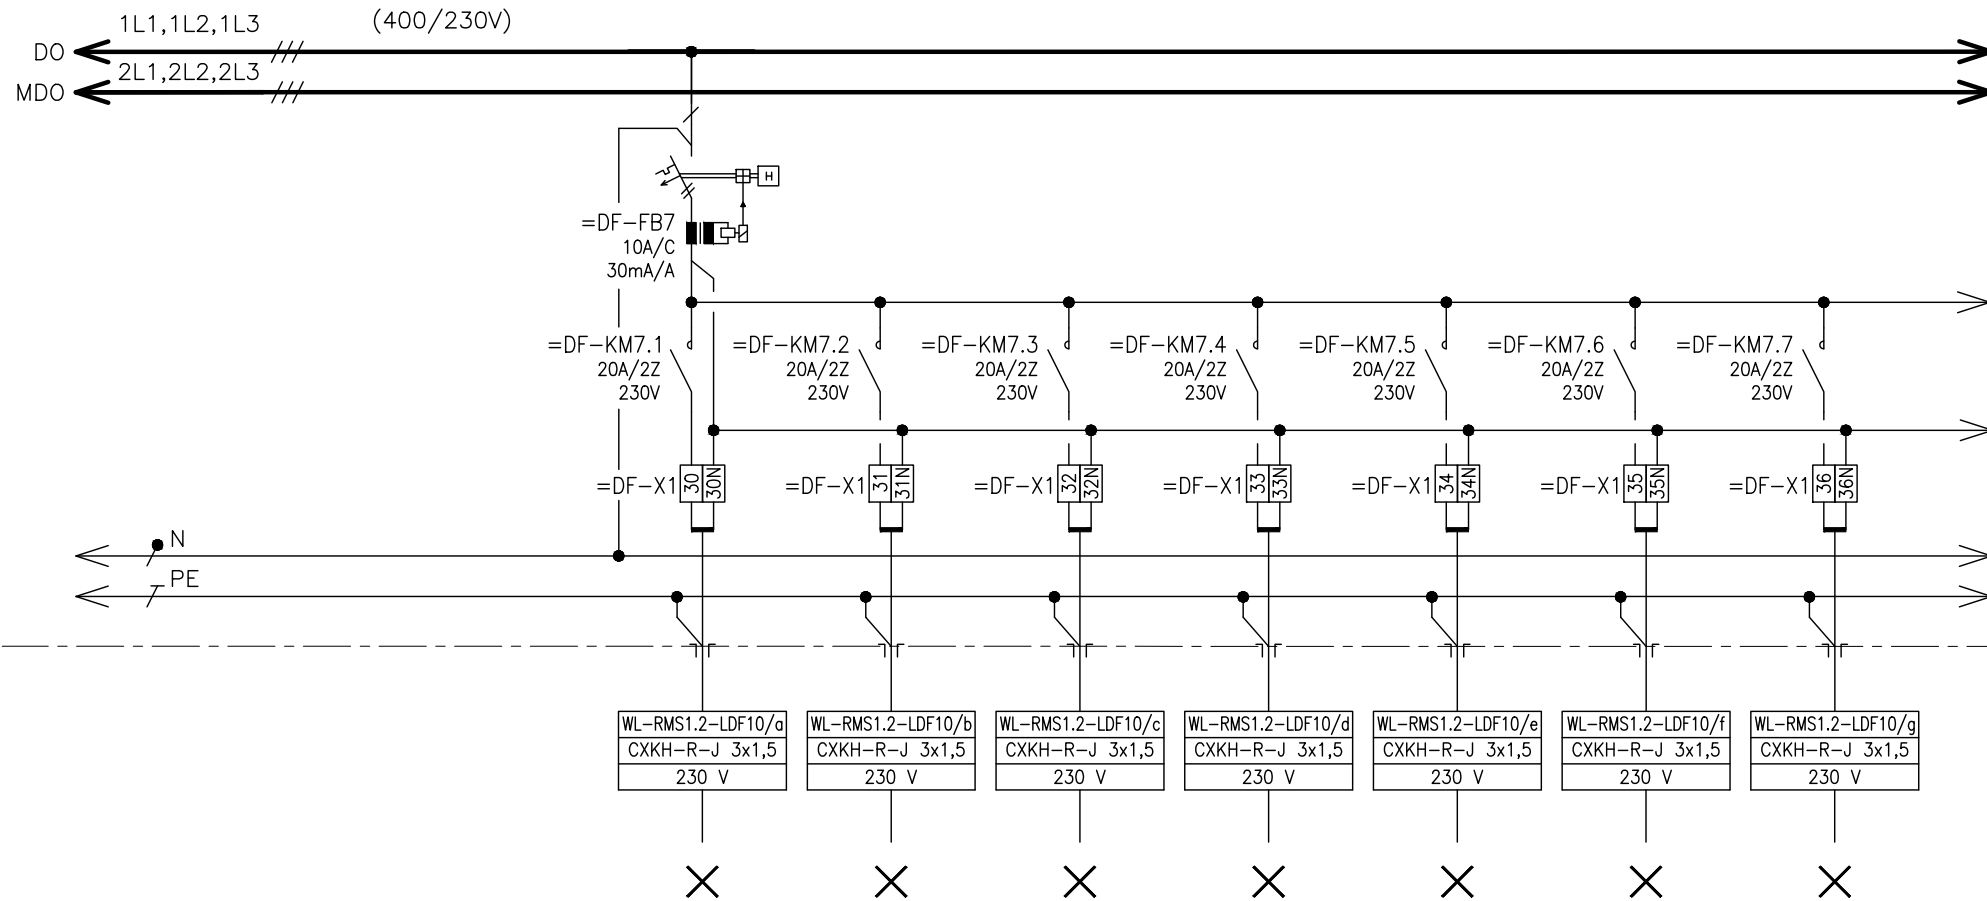 1L1,1L2,1L3 (400/230V)
DO
2L1,2L2,2L3
MDO
H
=DF-FB7
10A/C
30mA/A
=DF-KM7.1 =DF-KM7.2 =DF-KM7.3 =DF-KM7.4 =DF-KM7.5 =DF-KM7.6 =DF-KM7.7
20A/2Z 20A/2Z 20A/2Z 20A/2Z 20A/2Z 20A/2Z 20A/2Z
230V 230V 230V 230V 230V 230V 230V
=DF-X1 30 30N =DF-X1 31 31N =DF-X1 32 32N =DF-X1 33 33N =DF-X1 34 34N =DF-X1 35 35N =DF-X1 36 36N
N
PE
WL-RMS1.2-LDF10/a WL-RMS1.2-LDF10/b WL-RMS1.2-LDF10/c WL-RMS1.2-LDF10/d WL-RMS1.2-LDF10/e WL-RMS1.2-LDF10/f WL-RMS1.2-LDF10/g
CXKH-R-J 3x1,5 CXKH-R-J 3x1,5 CXKH-R-J 3x1,5 CXKH-R-J 3x1,5 CXKH-R-J 3x1,5 CXKH-R-J 3x1,5 CXKH-R-J 3x1,5
230 V 230 V 230 V 230 V 230 V 230 V 230 V